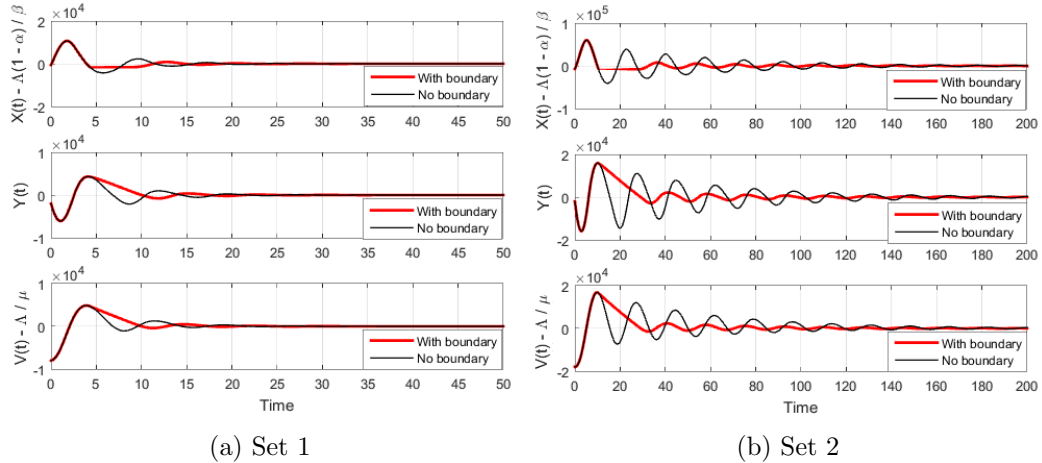 ×10⁴
2
0
-2
X(t) - Λ(1 - α) / β
With boundary
No boundary
0 5 10 15 20 25 30 35 40 45 50
×10⁴
1
0
-1
Y(t)
With boundary
No boundary
0 5 10 15 20 25 30 35 40 45 50
×10⁴
1
0
-1
V(t) - Λ / μ
With boundary
No boundary
0 5 10 15 20 25 30 35 40 45 50
Time
(a) Set 1
×10⁵
1
0
-1
X(t) - Λ(1 - α) / β
With boundary
No boundary
0 20 40 60 80 100 120 140 160 180 200
×10⁴
2
0
-2
Y(t)
With boundary
No boundary
0 20 40 60 80 100 120 140 160 180 200
×10⁴
2
0
-2
V(t) - Λ / μ
With boundary
No boundary
0 20 40 60 80 100 120 140 160 180 200
Time
(b) Set 2